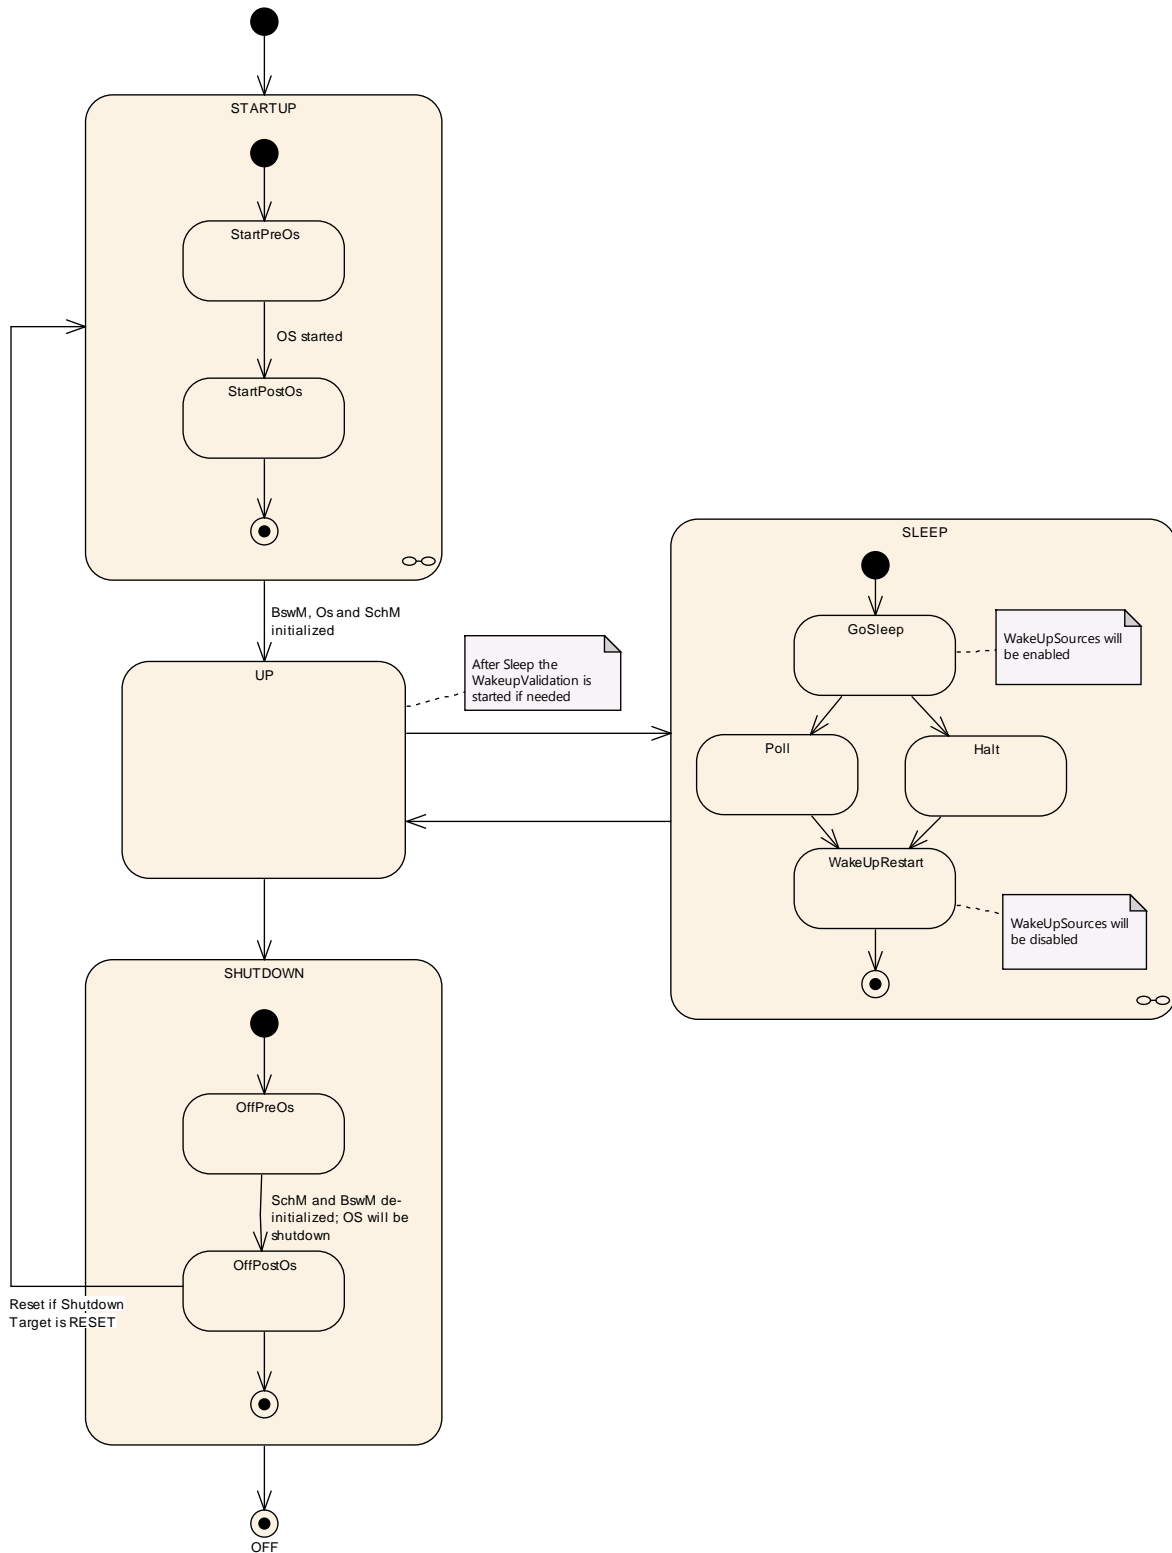 STARTUP
StartPreOs
OS started
StartPostOs
BswM, Os and SchM
initialized
UP
After Sleep the
WakeupValidation is
started if needed
SLEEP
GoSleep
WakeUpSources will
be enabled
Poll
Halt
WakeUpRestart
WakeUpSources will
be disabled
SHUTDOWN
OffPreOs
SchM and BswM de-
initialized; OS will be
shutdown
OffPostOs
Reset if Shutdown
Target is RESET
OFF